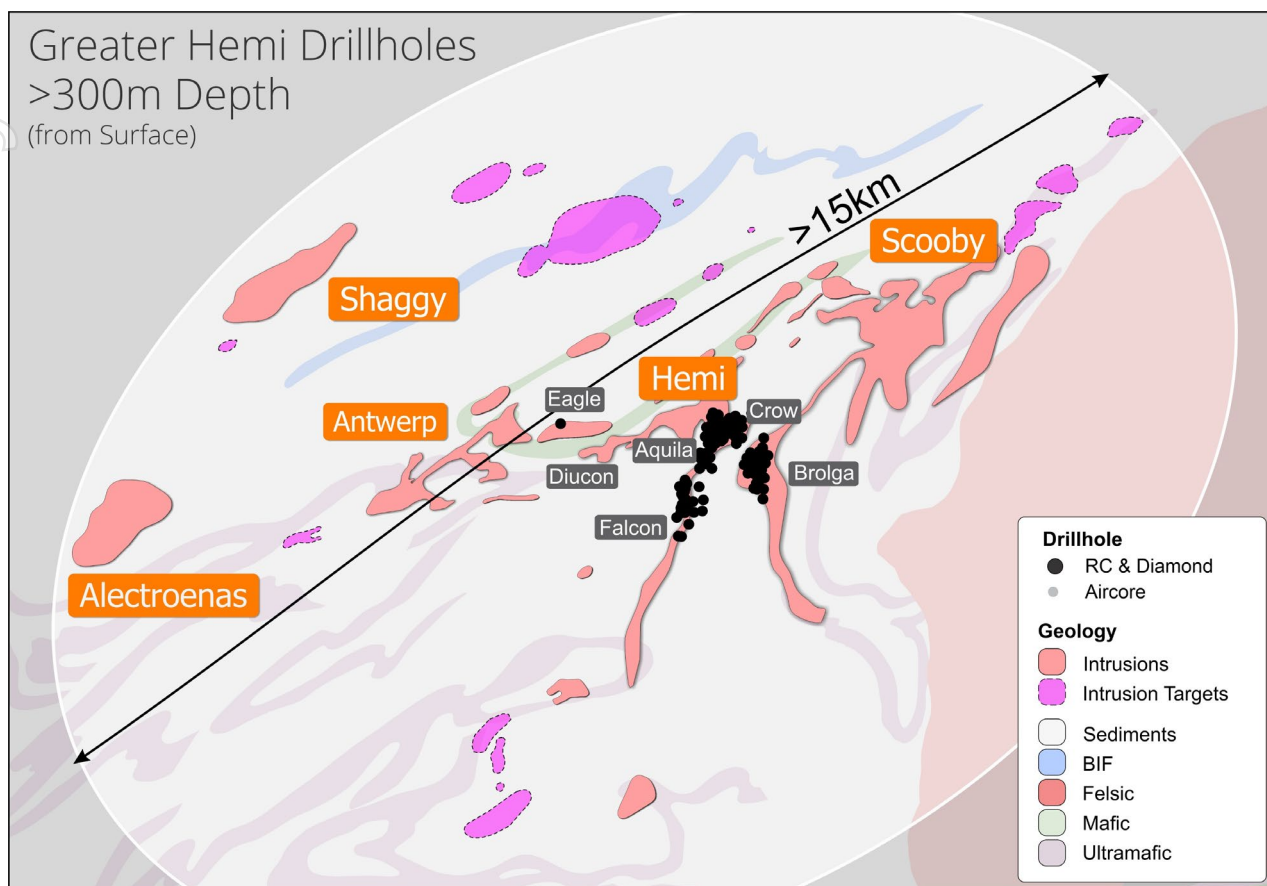 Greater Hemi Drillholes
>300m Depth
(from Surface)
>15km
Scooby
Shaggy
Hemi
Eagle
Crow
Antwerp
Aquila
Diucon
Brolga
Falcon
Alectroenas
Drillhole
RC & Diamond
Aircore
Geology
Intrusions
Intrusion Targets
Sediments
BIF
Felsic
Mafic
Ultramafic